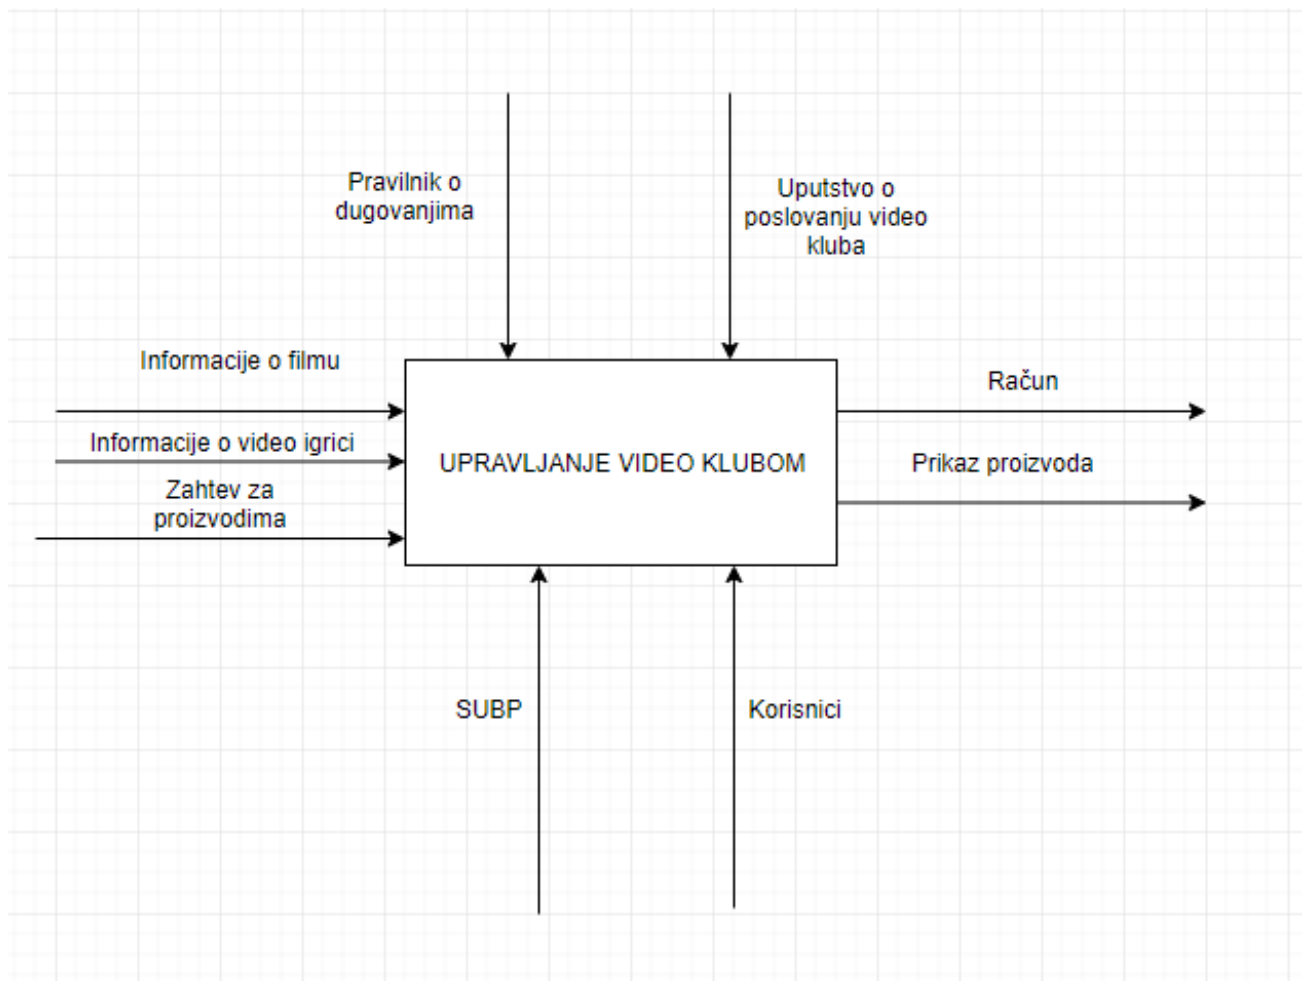 Pravilnik o
dugovanjima
Uputstvo o
poslovanju video
kluba
Informacije o filmu
Informacije o video igrici
Zahtev za
proizvodima
UPRAVLJANJE VIDEO KLUBOM
Račun
Prikaz proizvoda
SUBP
Korisnici